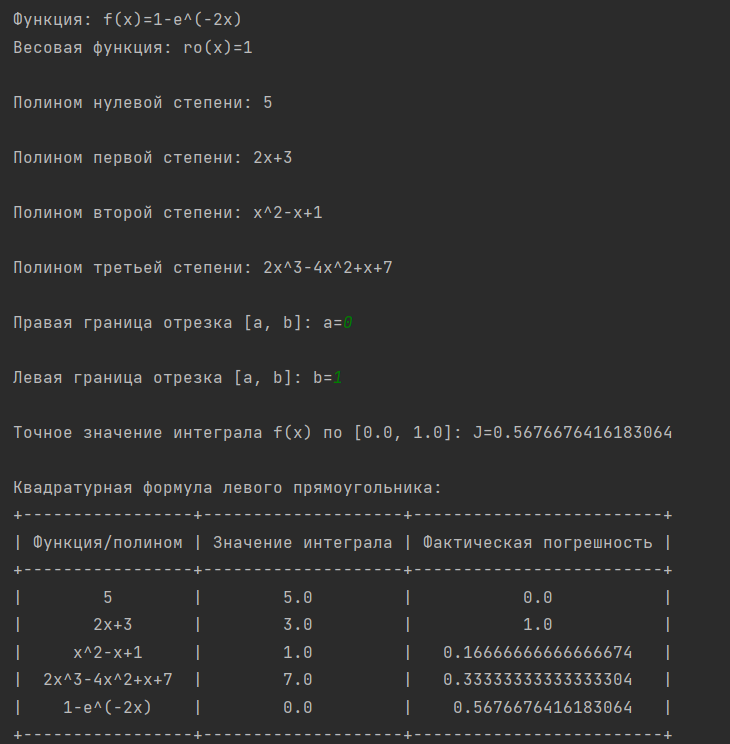 Функция: f(x)=1-e^(-2x)
Весовая функция: ro(x)=1
Полином нулевой степени: 5
Полином первой степени: 2x+3
Полином второй степени: x^2-x+1
Полином третьей степени: 2x^3-4x^2+x+7
Правая граница отрезка [a, b]: a=0
Левая граница отрезка [a, b]: b=1
Точное значение интеграла f(x) по [0.0, 1.0]: J=0.5676676416183064
Квадратурная формула левого прямоугольника:
+-----------------+--------------------+-------------------------+
| Функция/полином | Значение интеграла | Фактическая погрешность |
+-----------------+--------------------+-------------------------+
|        5        |        5.0         |           0.0           |
|       2x+3      |        3.0         |           1.0           |
|     x^2-x+1     |        1.0         |   0.16666666666666674   |
|  2x^3-4x^2+x+7  |        7.0         |   0.33333333333333304   |
|    1-e^(-2x)    |        0.0         |    0.5676676416183064   |
+-----------------+--------------------+-------------------------+